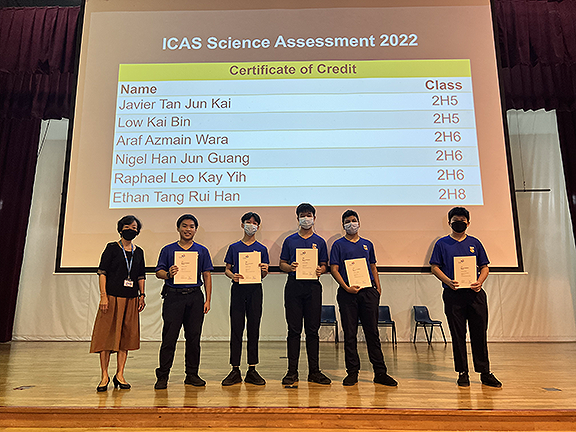 ICAS Science Assessment 2022
Certificate of Credit
Name Class
Javier Tan Jun Kai 2H5
Low Kai Bin 2H5
Araf Azmain Wara 2H6
Nigel Han Jun Guang 2H6
Raphael Leo Kay Yih 2H6
Ethan Tang Rui Han 2H8